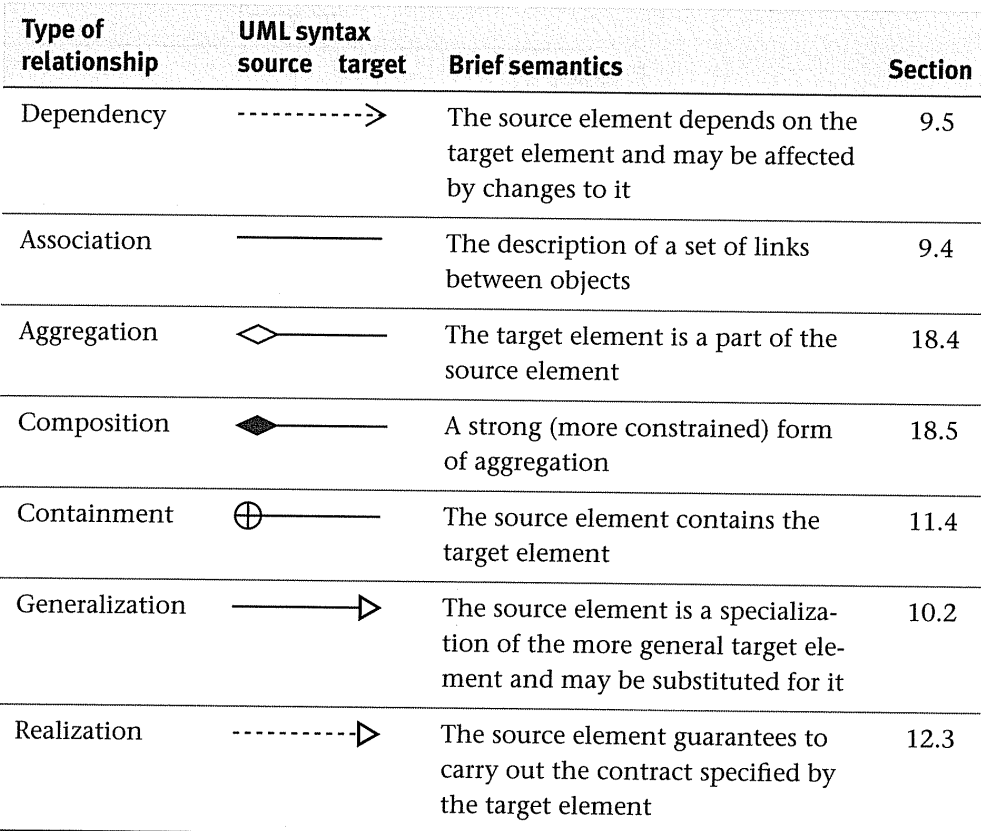 Type of relationship UML syntax source target Brief semantics Section
Dependency The source element depends on the 9.5
target element and may be affected
by changes to it
Association The description of a set of links 9.4
between objects
Aggregation The target element is a part of the 18.4
source element
Composition A strong (more constrained) form 18.5
of aggregation
Containment The source element contains the 11.4
target element
Generalization The source element is a specializa- 10.2
tion of the more general target ele-
ment and may be substituted for it
Realization The source element guarantees to 12.3
carry out the contract specified by
the target element